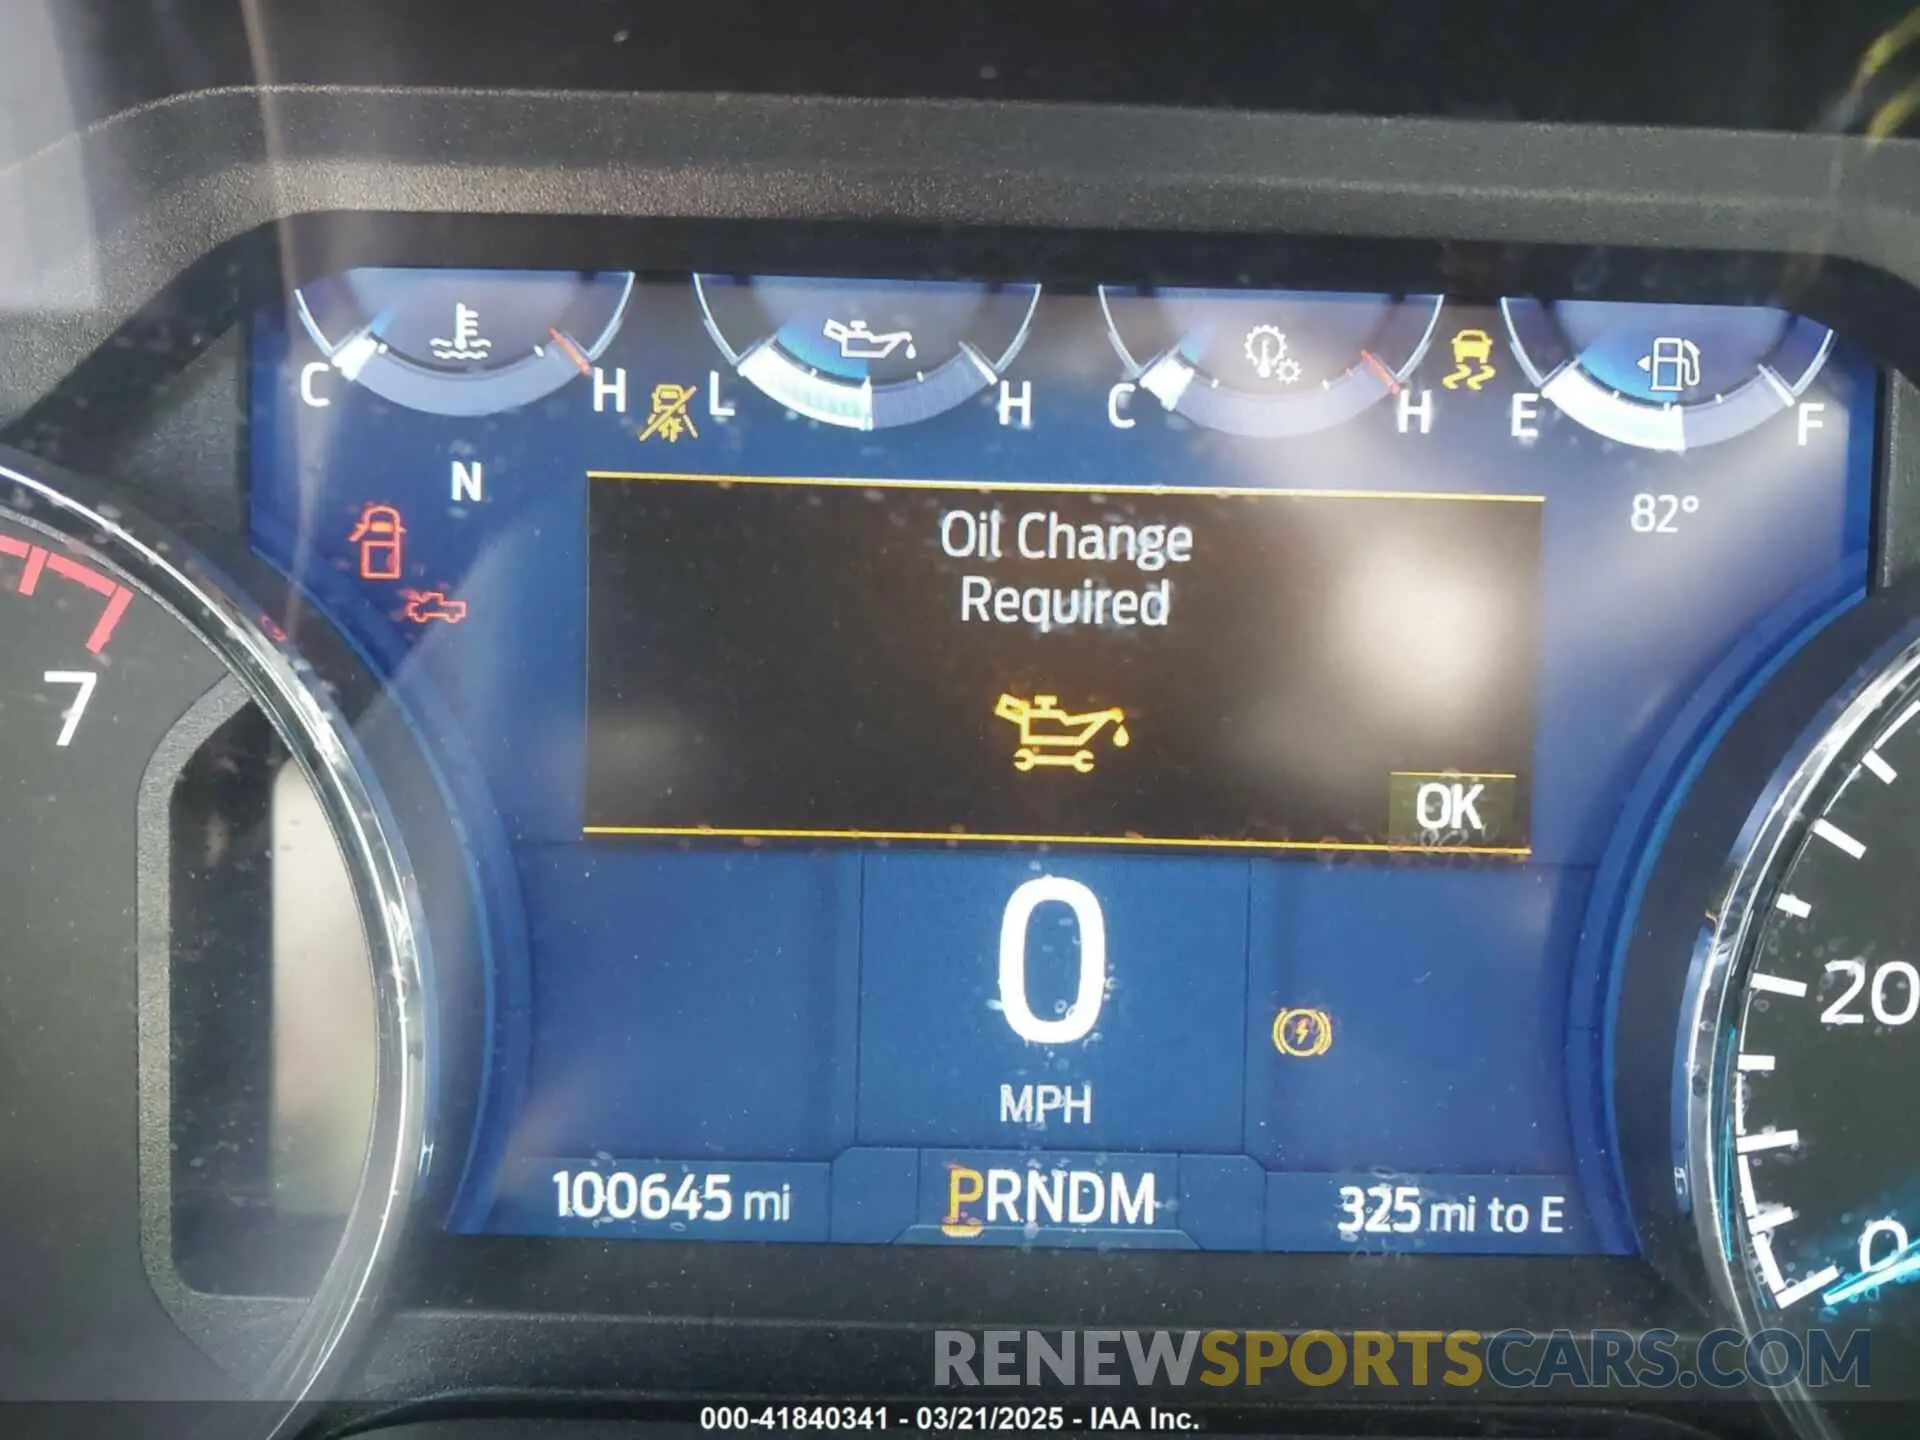 C H L H C H E F
N
82°
Oil Change
Required
OK
7
0
MPH
20
0
100645 mi
PRNDM
325 mi to E
RENEWSPORTSCARS.COM
000-41840341 - 03/21/2025 - IAA Inc.